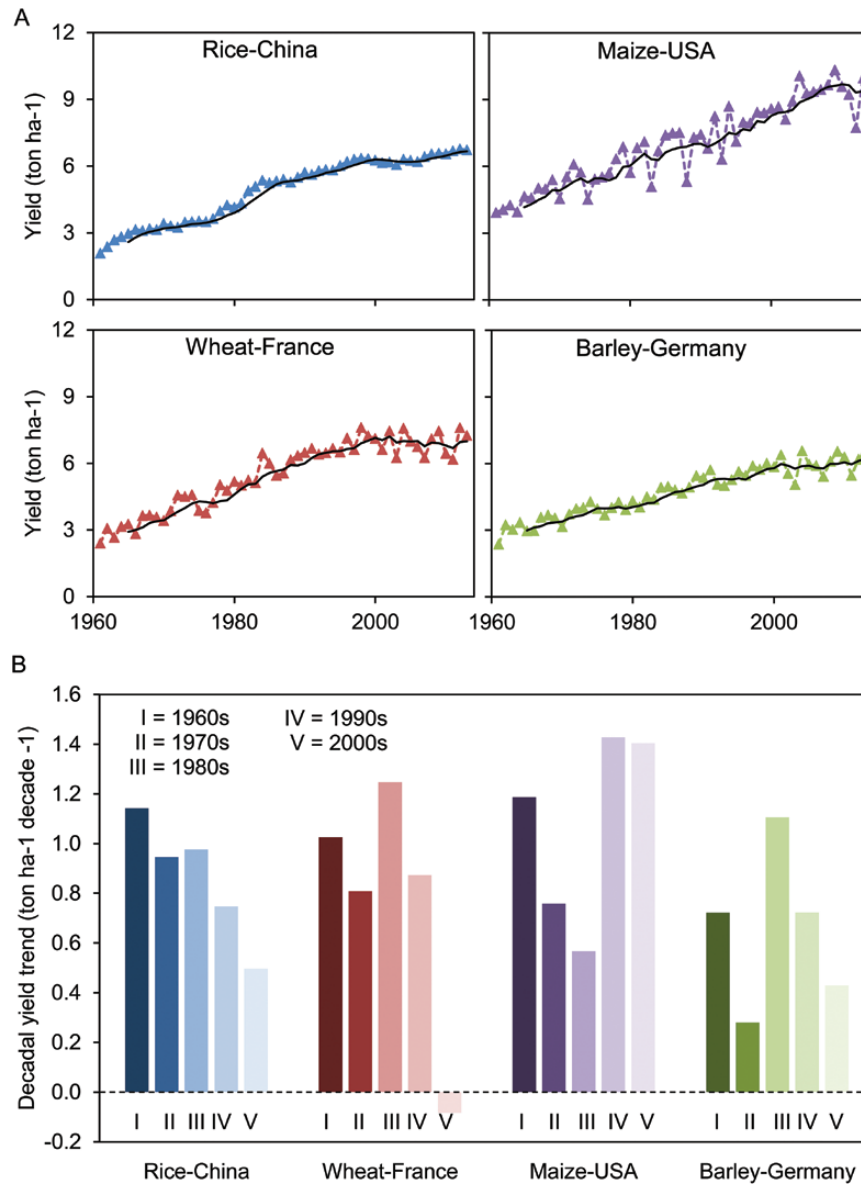 A
12
9
6
3
0
Yield (ton ha-1)
Rice-China
Maize-USA
12
9
6
3
0
Yield (ton ha-1)
Wheat-France
Barley-Germany
1960
1980
2000
1960
1980
2000
B
1.6
1.4
1.2
1.0
0.8
0.6
0.4
0.2
0.0
-0.2
Decadal yield trend (ton ha-1 decade -1)
I = 1960s
II = 1970s
III = 1980s
IV = 1990s
V = 2000s
I II III IV V
I II III IV V
I II III IV V
I II III IV V
Rice-China
Wheat-France
Maize-USA
Barley-Germany